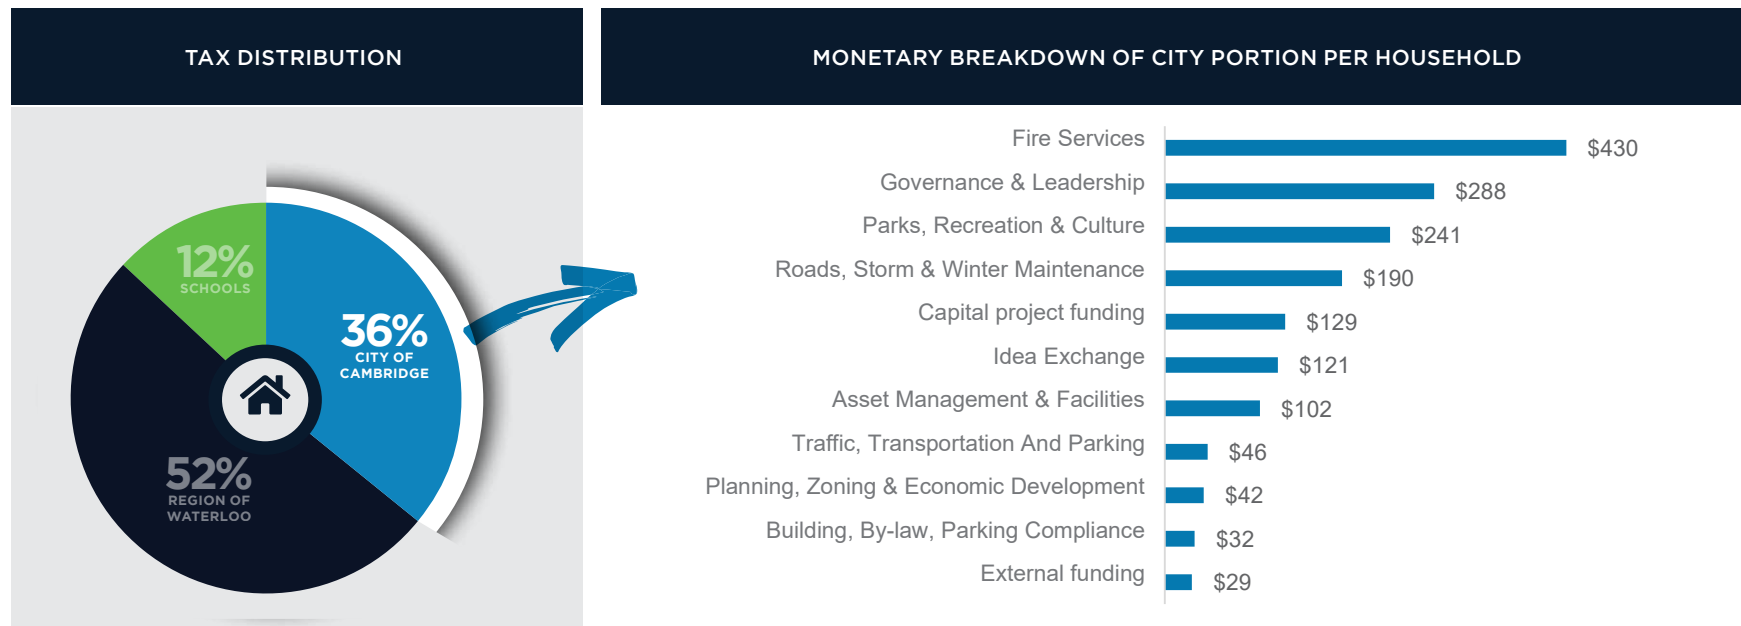 TAX DISTRIBUTION
12%
SCHOOLS
36%
CITY OF
CAMBRIDGE
52%
REGION OF
WATERLOO
MONETARY BREAKDOWN OF CITY PORTION PER HOUSEHOLD
Fire Services $430
Governance & Leadership $288
Parks, Recreation & Culture $241
Roads, Storm & Winter Maintenance $190
Capital project funding $129
Idea Exchange $121
Asset Management & Facilities $102
Traffic, Transportation And Parking $46
Planning, Zoning & Economic Development $42
Building, By-law, Parking Compliance $32
External funding $29